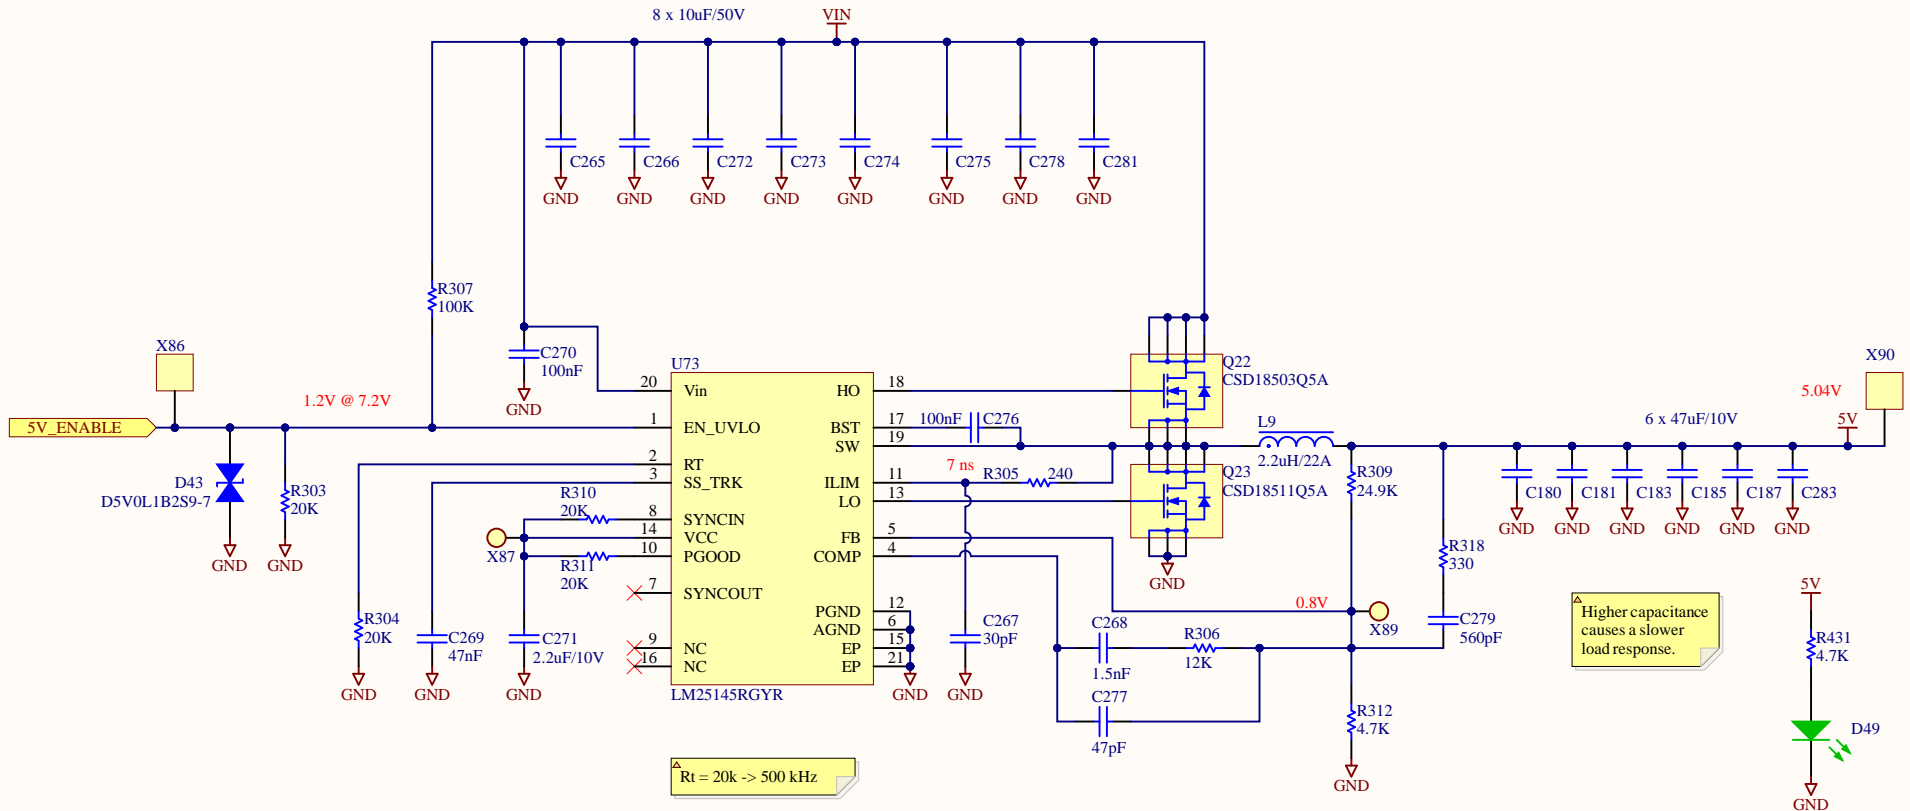 8 x 10uF/50V
VIN
C265
C266
C272
C273
C274
C275
C278
C281
GND
GND
GND
GND
GND
GND
GND
GND
R307
100K
C270
100nF
GND
X86
5V_ENABLE
1.2V @ 7.2V
D43
D5V0L1B2S9-7
GND
R303
20K
GND
R304
20K
GND
C269
47nF
GND
R310
20K
X87
R311
20K
C271
2.2uF/10V
GND
U73
20 Vin
1 EN_UVLO
2 RT
3 SS_TRK
8 SYNCIN
14 VCC
10 PGOOD
7 SYNCOUT
9 NC
16 NC
HO 18
BST 17
SW 19
ILIM 11
LO 13
FB 5
COMP 4
PGND 12
AGND 6
EP 15
EP 21
LM25145RGYR
GND
Rt = 20k -> 500 kHz
100nF C276
7 ns
R305 240
C267
30pF
GND
Q22
CSD18503Q5A
Q23
CSD18511Q5A
GND
L9
2.2uH/22A
R309
24.9K
0.8V
X89
C268
1.5nF
R306
12K
C277
47pF
R312
4.7K
GND
R318
330
C279
560pF
6 x 47uF/10V
5.04V
5V
X90
C180
C181
C183
C185
C187
C283
GND
GND
GND
GND
GND
GND
Higher capacitance
causes a slower
load response.
5V
R431
4.7K
D49
GND